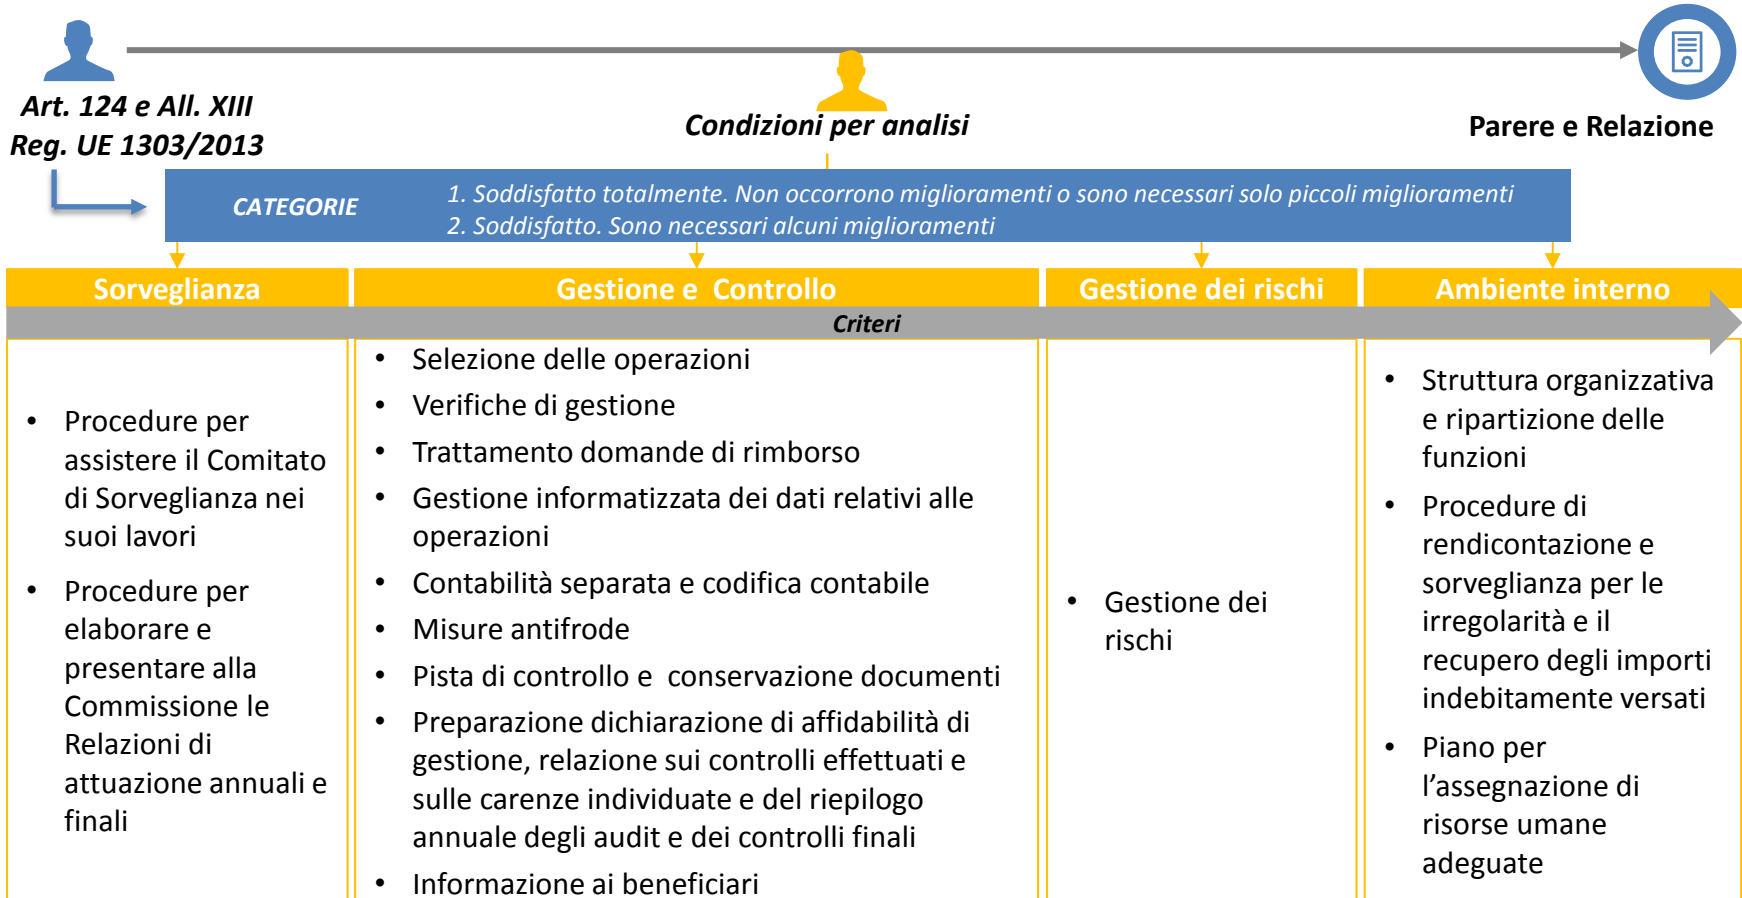 Art. 124 e All. XIII
Reg. UE 1303/2013
Condizioni per analisi
Parere e Relazione
CATEGORIE
1. Soddisfatto totalmente. Non occorrono miglioramenti o sono necessari solo piccoli miglioramenti
2. Soddisfatto. Sono necessari alcuni miglioramenti
Sorveglianza
Gestione e Controllo
Gestione dei rischi
Ambiente interno
Criteri
• Procedure per
assistere il Comitato
di Sorveglianza nei
suoi lavori
• Procedure per
elaborare e
presentare alla
Commissione le
Relazioni di
attuazione annuali e
finali
• Selezione delle operazioni
• Verifiche di gestione
• Trattamento domande di rimborso
• Gestione informatizzata dei dati relativi alle
operazioni
• Contabilità separata e codifica contabile
• Misure antifrode
• Pista di controllo e conservazione documenti
• Preparazione dichiarazione di affidabilità di
gestione, relazione sui controlli effettuati e
sulle carenze individuate e del riepilogo
annuale degli audit e dei controlli finali
• Informazione ai beneficiari
• Gestione dei
rischi
• Struttura organizzativa
e ripartizione delle
funzioni
• Procedure di
rendicontazione e
sorveglianza per le
irregolarità e il
recupero degli importi
indebitamente versati
• Piano per
l’assegnazione di
risorse umane
adeguate